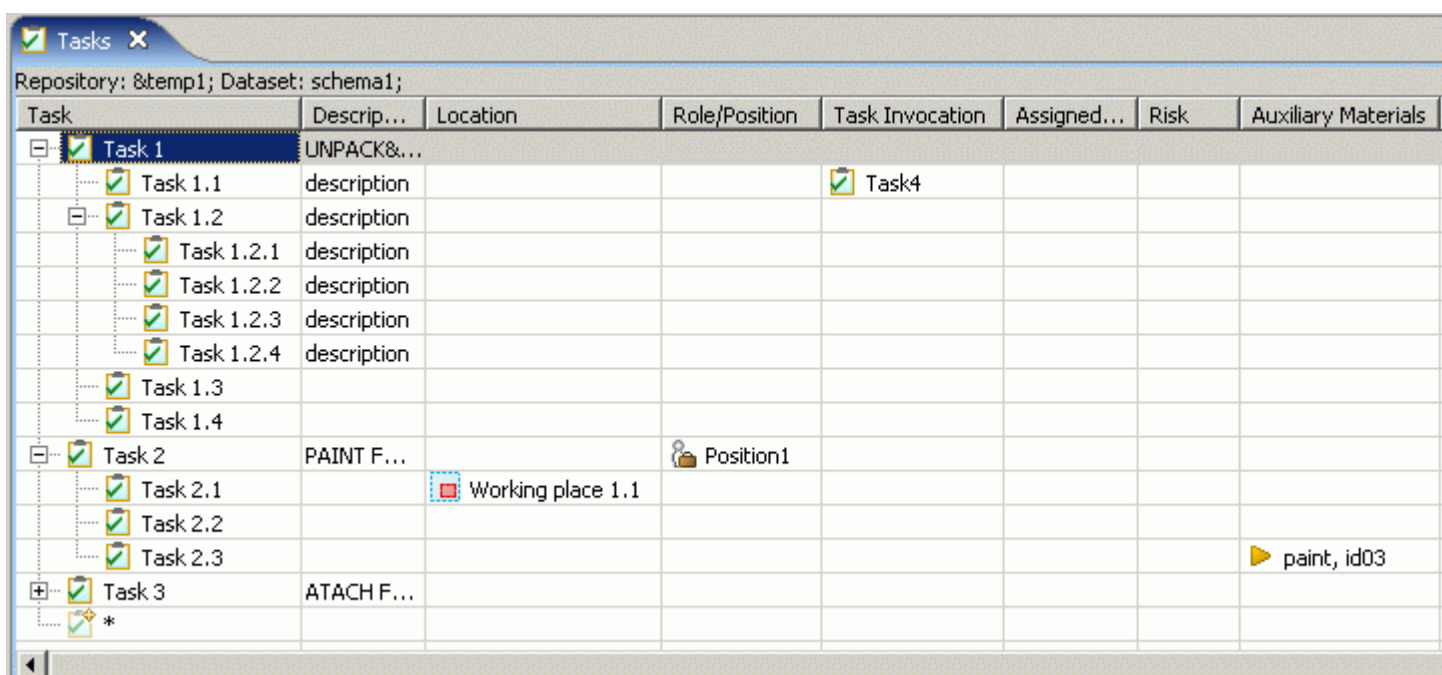 Tasks
Repository: &temp1; Dataset: schema1;
Task Descrip... Location Role/Position Task Invocation Assigned... Risk Auxiliary Materials
Task 1 UNPACK&...
Task 1.1 description Task4
Task 1.2 description
Task 1.2.1 description
Task 1.2.2 description
Task 1.2.3 description
Task 1.2.4 description
Task 1.3
Task 1.4
Task 2 PAINT F... Position1
Task 2.1 Working place 1.1
Task 2.2
Task 2.3 paint, id03
Task 3 ATACH F...
*